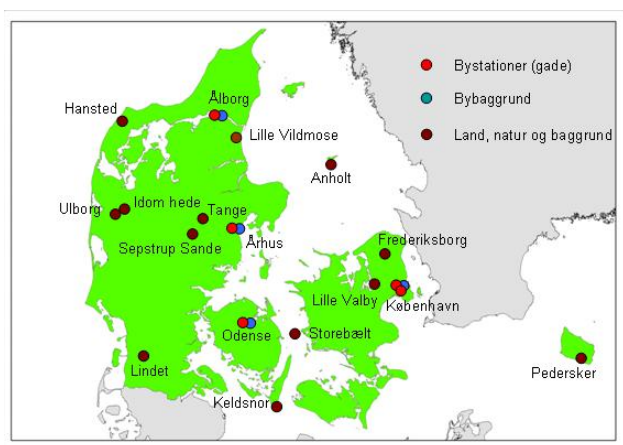 Bystationer (gade)
Bybaggrund
Land, natur og baggrund
Hansted
Ålborg
Lille Vildmose
Anholt
Ulborg
Idom hede
Tange
Sepstrup Sande
Århus
Frederiksborg
Lille Valby
København
Odense
Storebælt
Lindet
Pedersker
Keldsnor